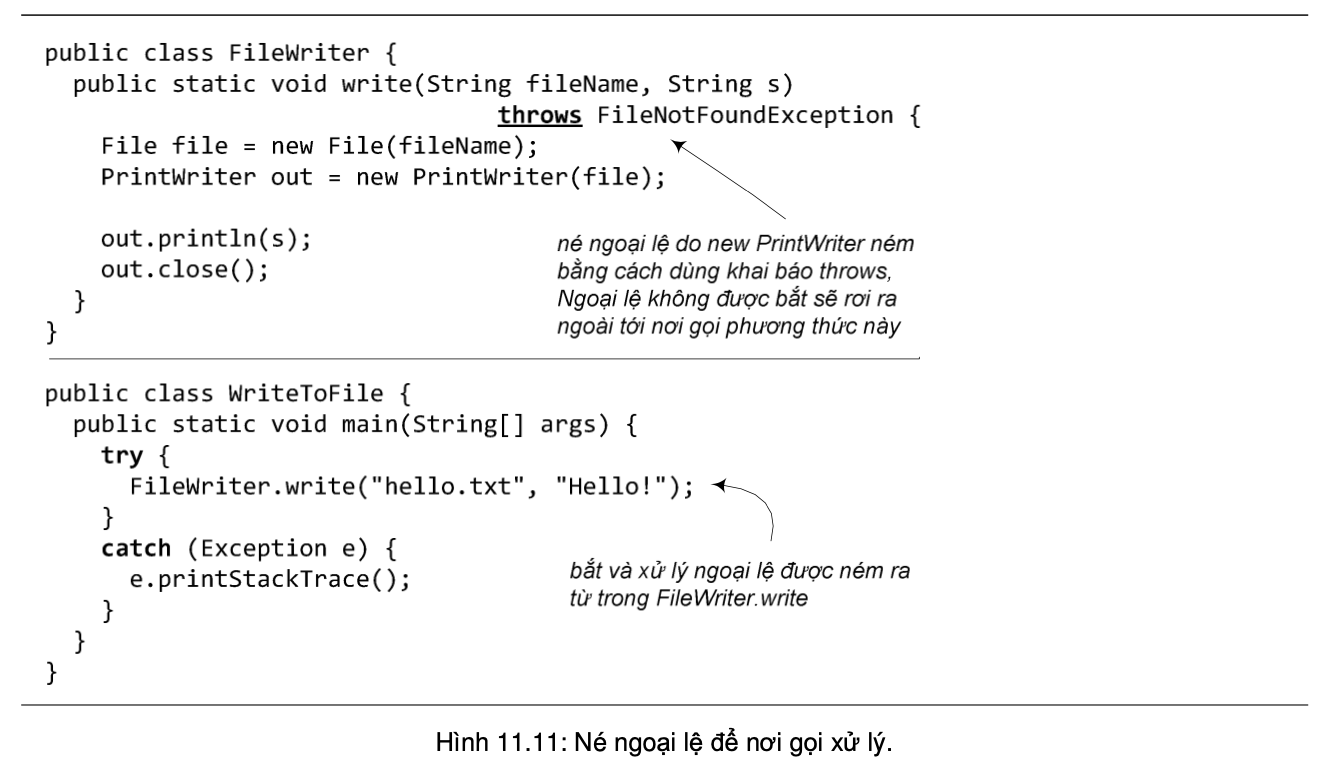 public class FileWriter {
public static void write(String fileName, String s)
throws FileNotFoundException {
File file = new File(fileName);
PrintWriter out = new PrintWriter(file);
out.println(s);
out.close();
}
}
né ngoại lệ do new PrintWriter ném
bằng cách dùng khai báo throws,
Ngoại lệ không được bắt sẽ rơi ra
ngoài tới nơi gọi phương thức này
public class WriteToFile {
public static void main(String[] args) {
try {
FileWriter.write("hello.txt", "Hello!");
}
catch (Exception e) {
e.printStackTrace();
}
}
}
bắt và xử lý ngoại lệ được ném ra
từ trong FileWriter.write
Hình 11.11: Né ngoại lệ để nơi gọi xử lý.